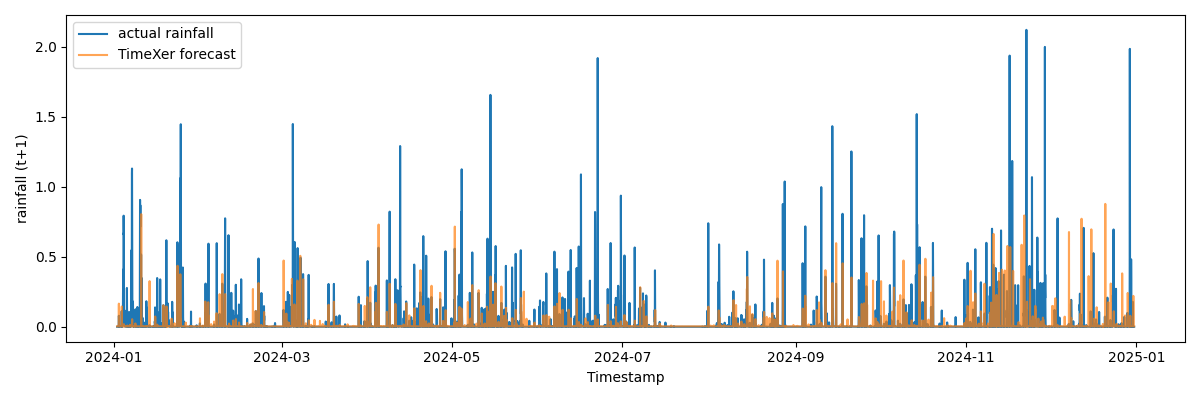 actual rainfall
TimeXer forecast
rainfall (t+1)
2.0
1.5
1.0
0.5
0.0
2024-01 2024-03 2024-05 2024-07 2024-09 2024-11 2025-01
Timestamp